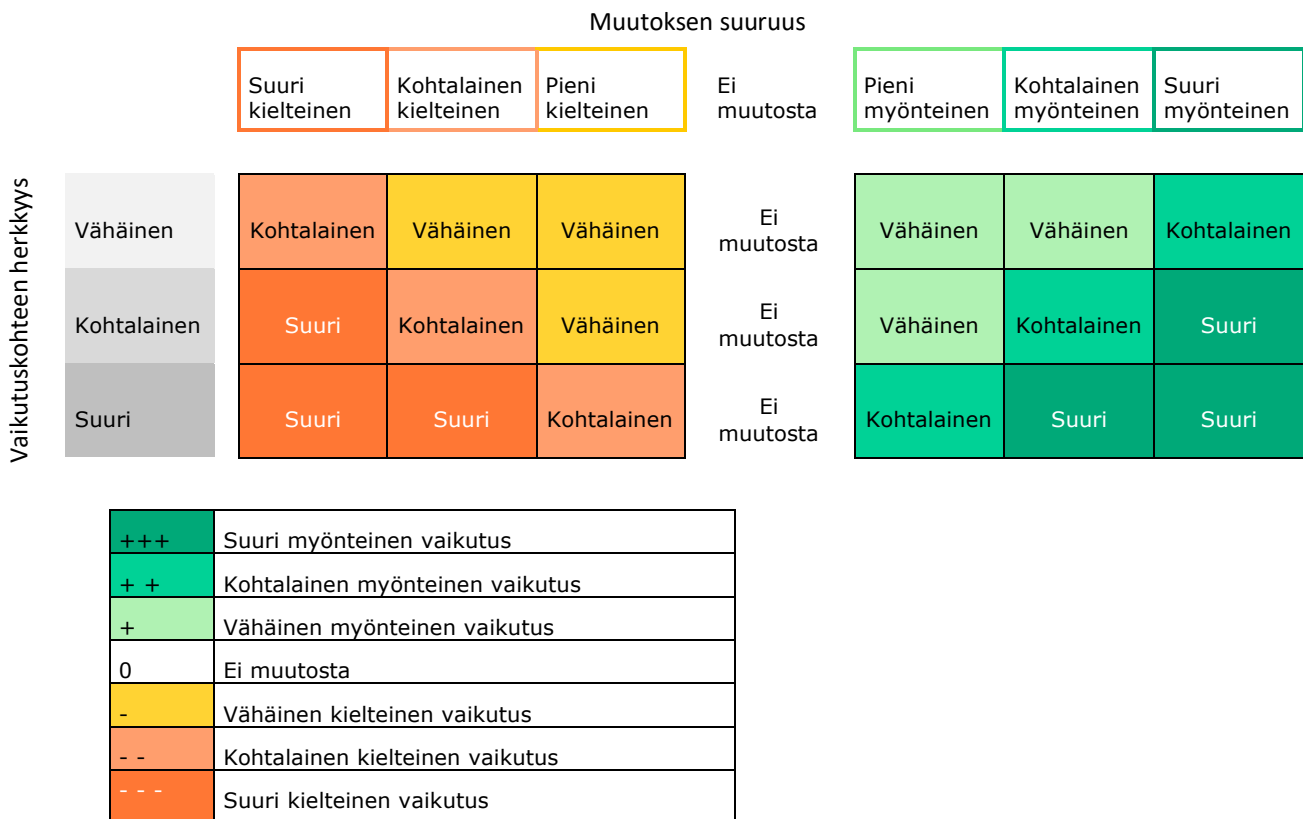 Muutoksen suuruus
Suuri kielteinen
Kohtalainen kielteinen
Pieni kielteinen
Ei muutosta
Pieni myönteinen
Kohtalainen myönteinen
Suuri myönteinen
Vaikutuskohteen herkkyys
Vähäinen
Kohtalainen
Vähäinen
Vähäinen
Ei muutosta
Vähäinen
Vähäinen
Kohtalainen
Kohtalainen
Suuri
Kohtalainen
Vähäinen
Ei muutosta
Vähäinen
Kohtalainen
Suuri
Suuri
Suuri
Suuri
Kohtalainen
Ei muutosta
Kohtalainen
Suuri
Suuri
+++ Suuri myönteinen vaikutus
+ + Kohtalainen myönteinen vaikutus
+ Vähäinen myönteinen vaikutus
0 Ei muutosta
- Vähäinen kielteinen vaikutus
- - Kohtalainen kielteinen vaikutus
- - - Suuri kielteinen vaikutus